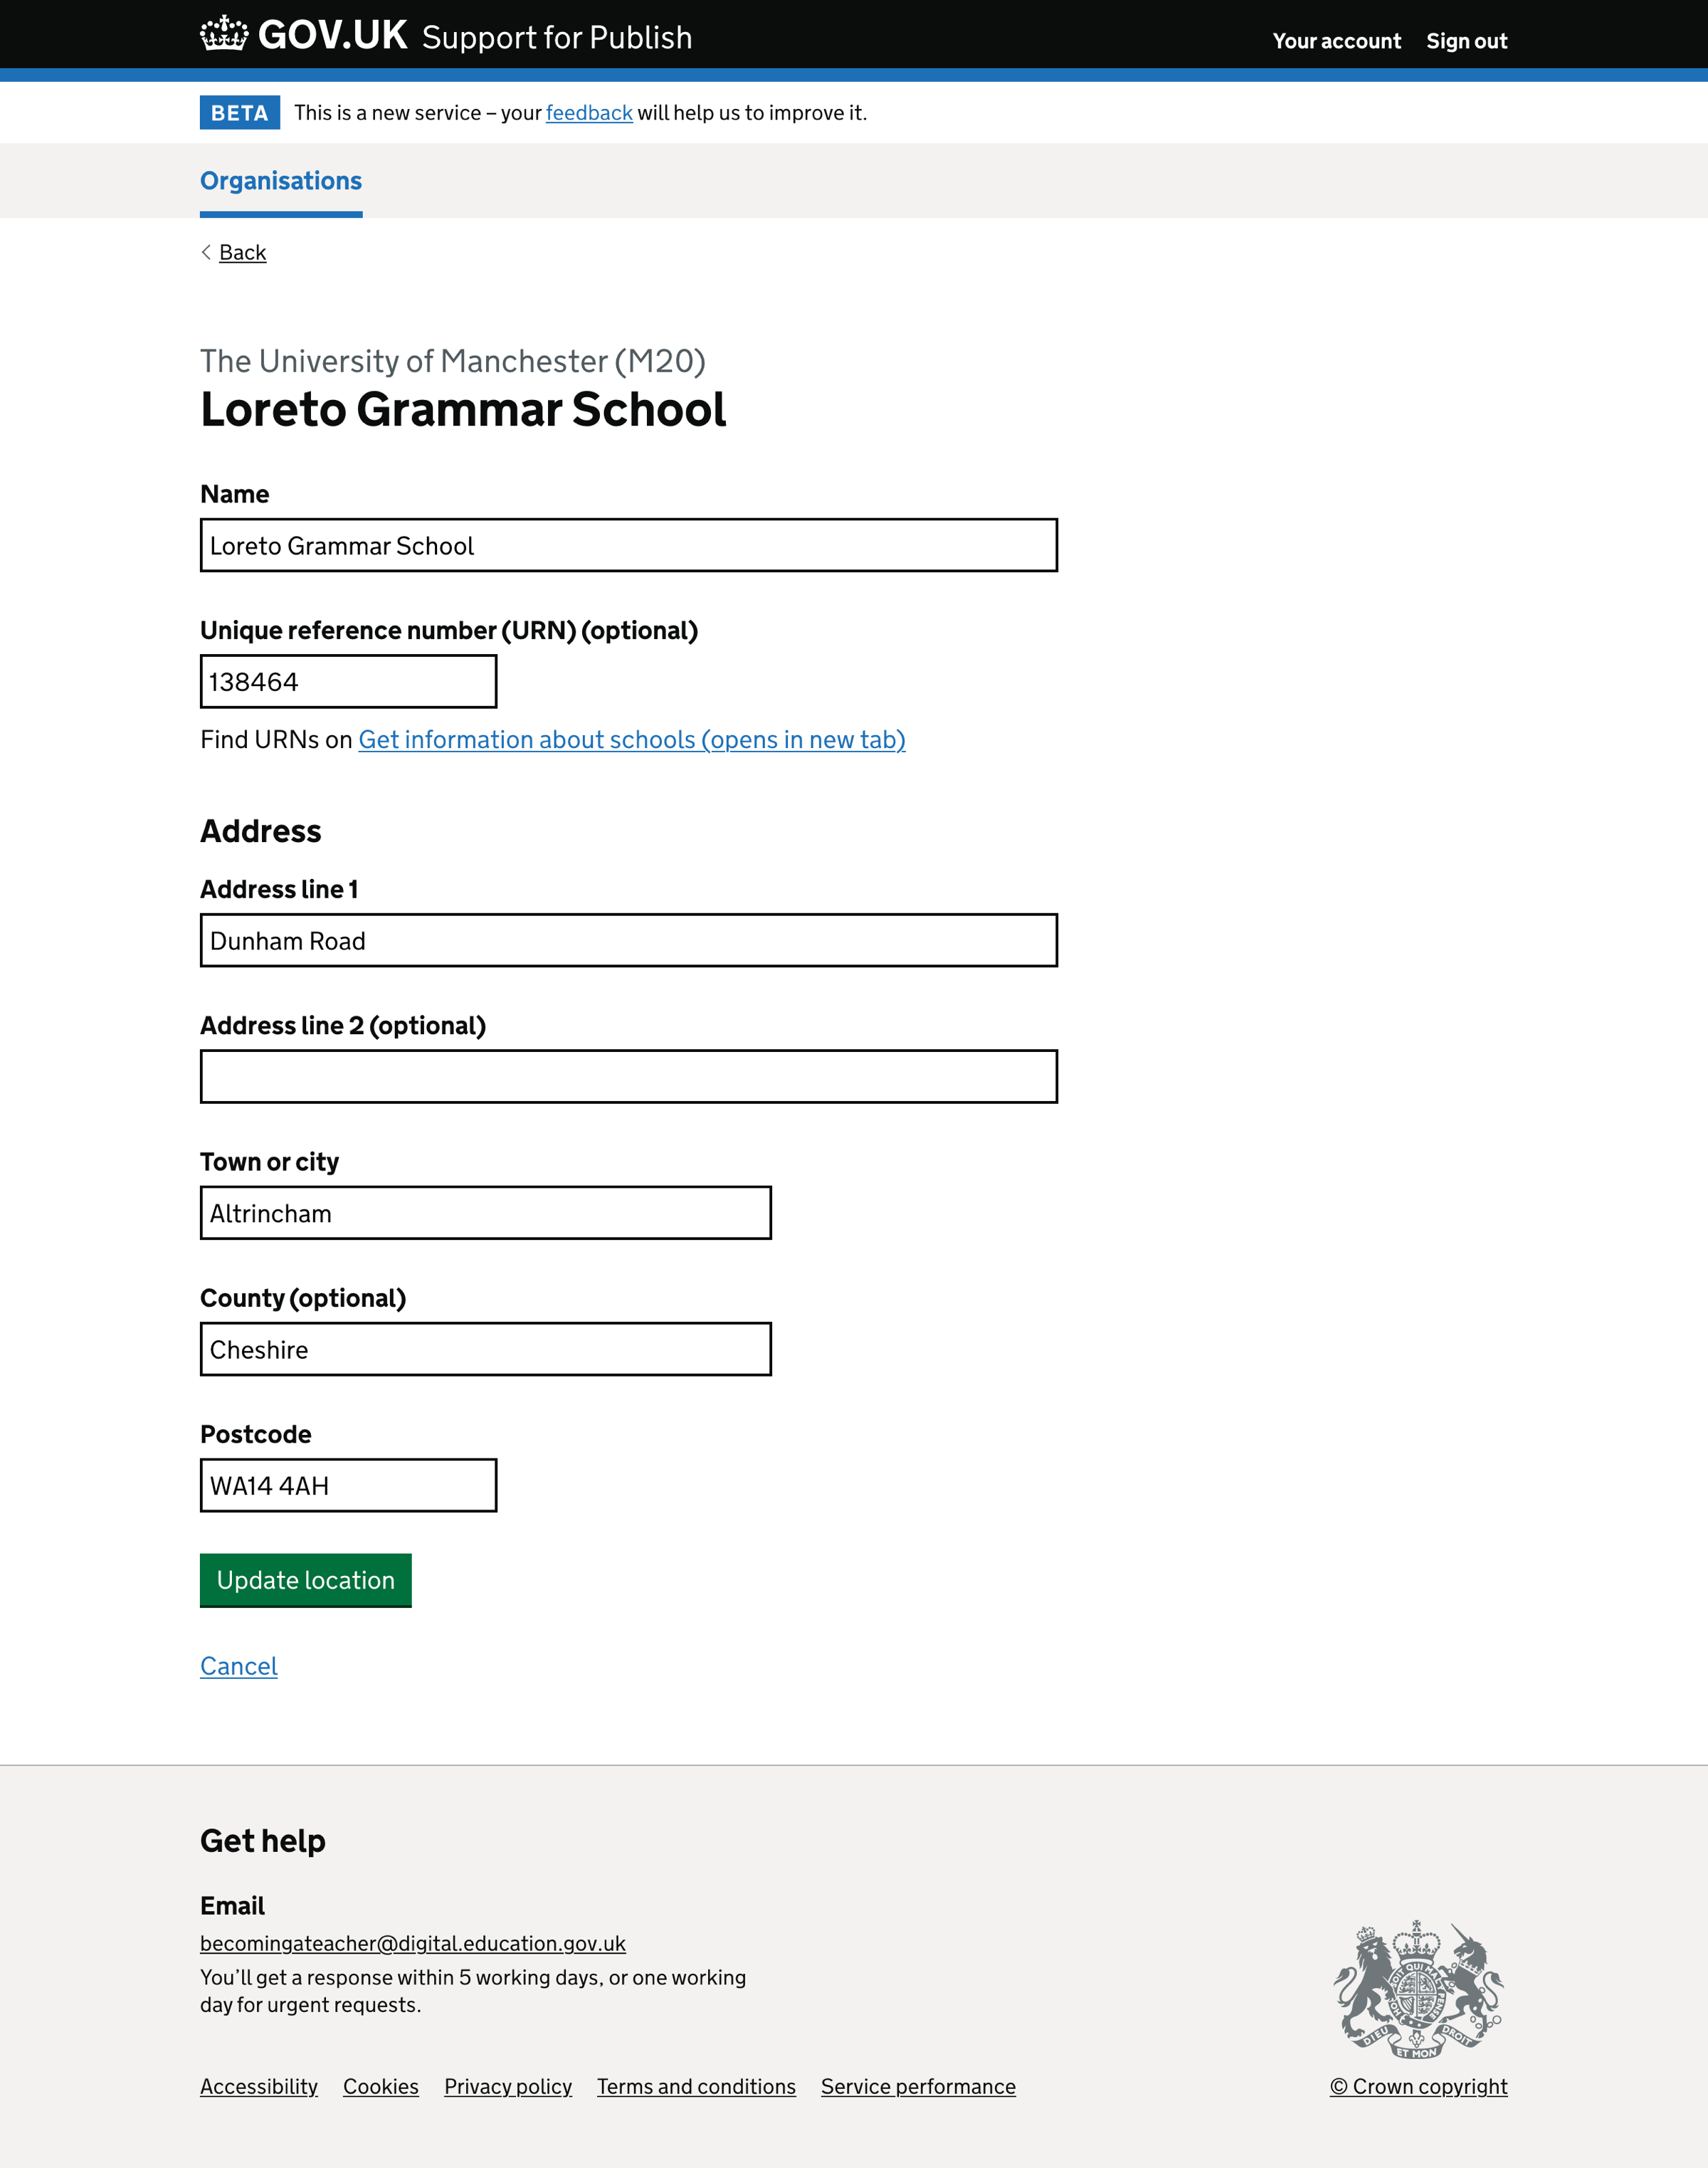 GOV.UK Support for Publish
Your account Sign out
BETA This is a new service – your feedback will help us to improve it.
Organisations
Back
The University of Manchester (M20)
Loreto Grammar School
Name
Loreto Grammar School
Unique reference number (URN) (optional)
138464
Find URNs on Get information about schools (opens in new tab)
Address
Address line 1
Dunham Road
Address line 2 (optional)
Town or city
Altrincham
County (optional)
Cheshire
Postcode
WA14 4AH
Update location
Cancel
Get help
Email
becomingateacher@digital.education.gov.uk
You’ll get a response within 5 working days, or one working
day for urgent requests.
DIEU ET MON DROIT
Accessibility Cookies Privacy policy Terms and conditions Service performance
© Crown copyright